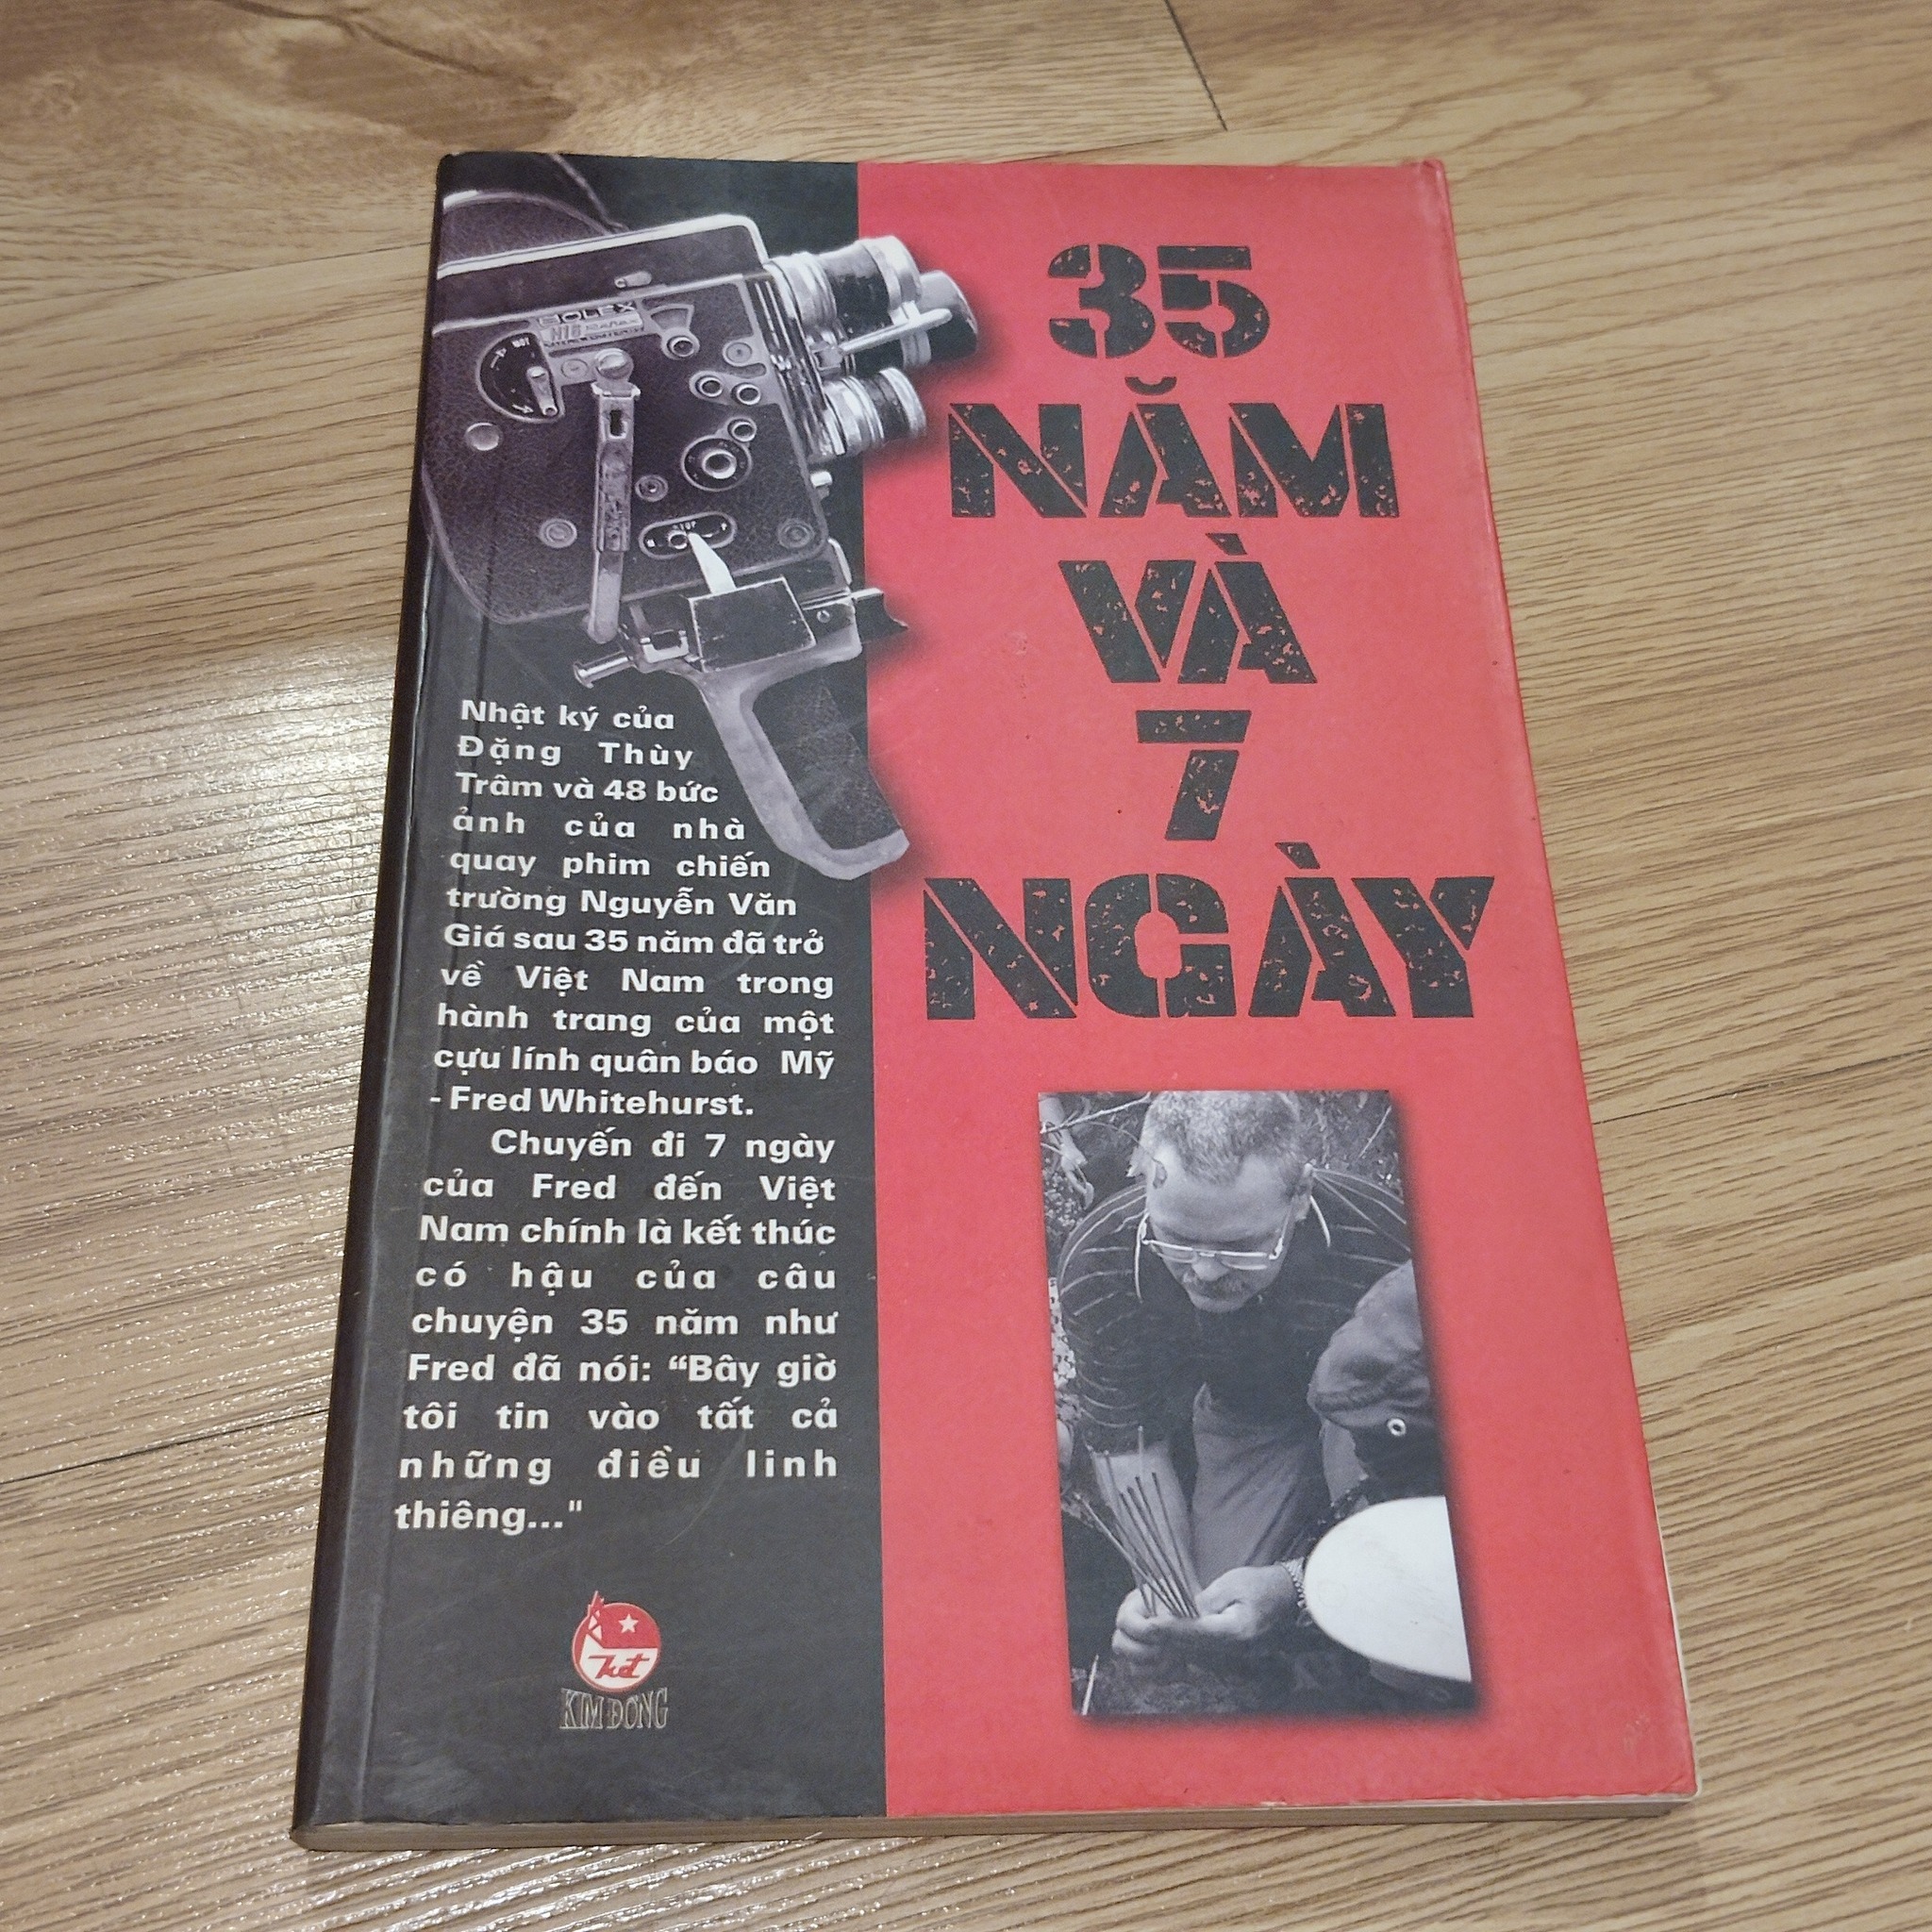 35
NĂM
VÀ
7
NGÀY
BOLEX
H16 Reflex
STOP
Nhật ký của
Đặng Thùy
Trâm và 48 bức
ảnh của nhà
quay phim chiến
trường Nguyễn Văn
Giá sau 35 năm đã trở
về Việt Nam trong
hành trang của một
cựu lính quân báo Mỹ
- Fred Whitehurst.
Chuyến đi 7 ngày
của Fred đến Việt
Nam chính là kết thúc
có hậu của câu
chuyện 35 năm như
Fred đã nói: “Bây giờ
tôi tin vào tất cả
những điều linh
thiêng..."
KIM ĐỒNG